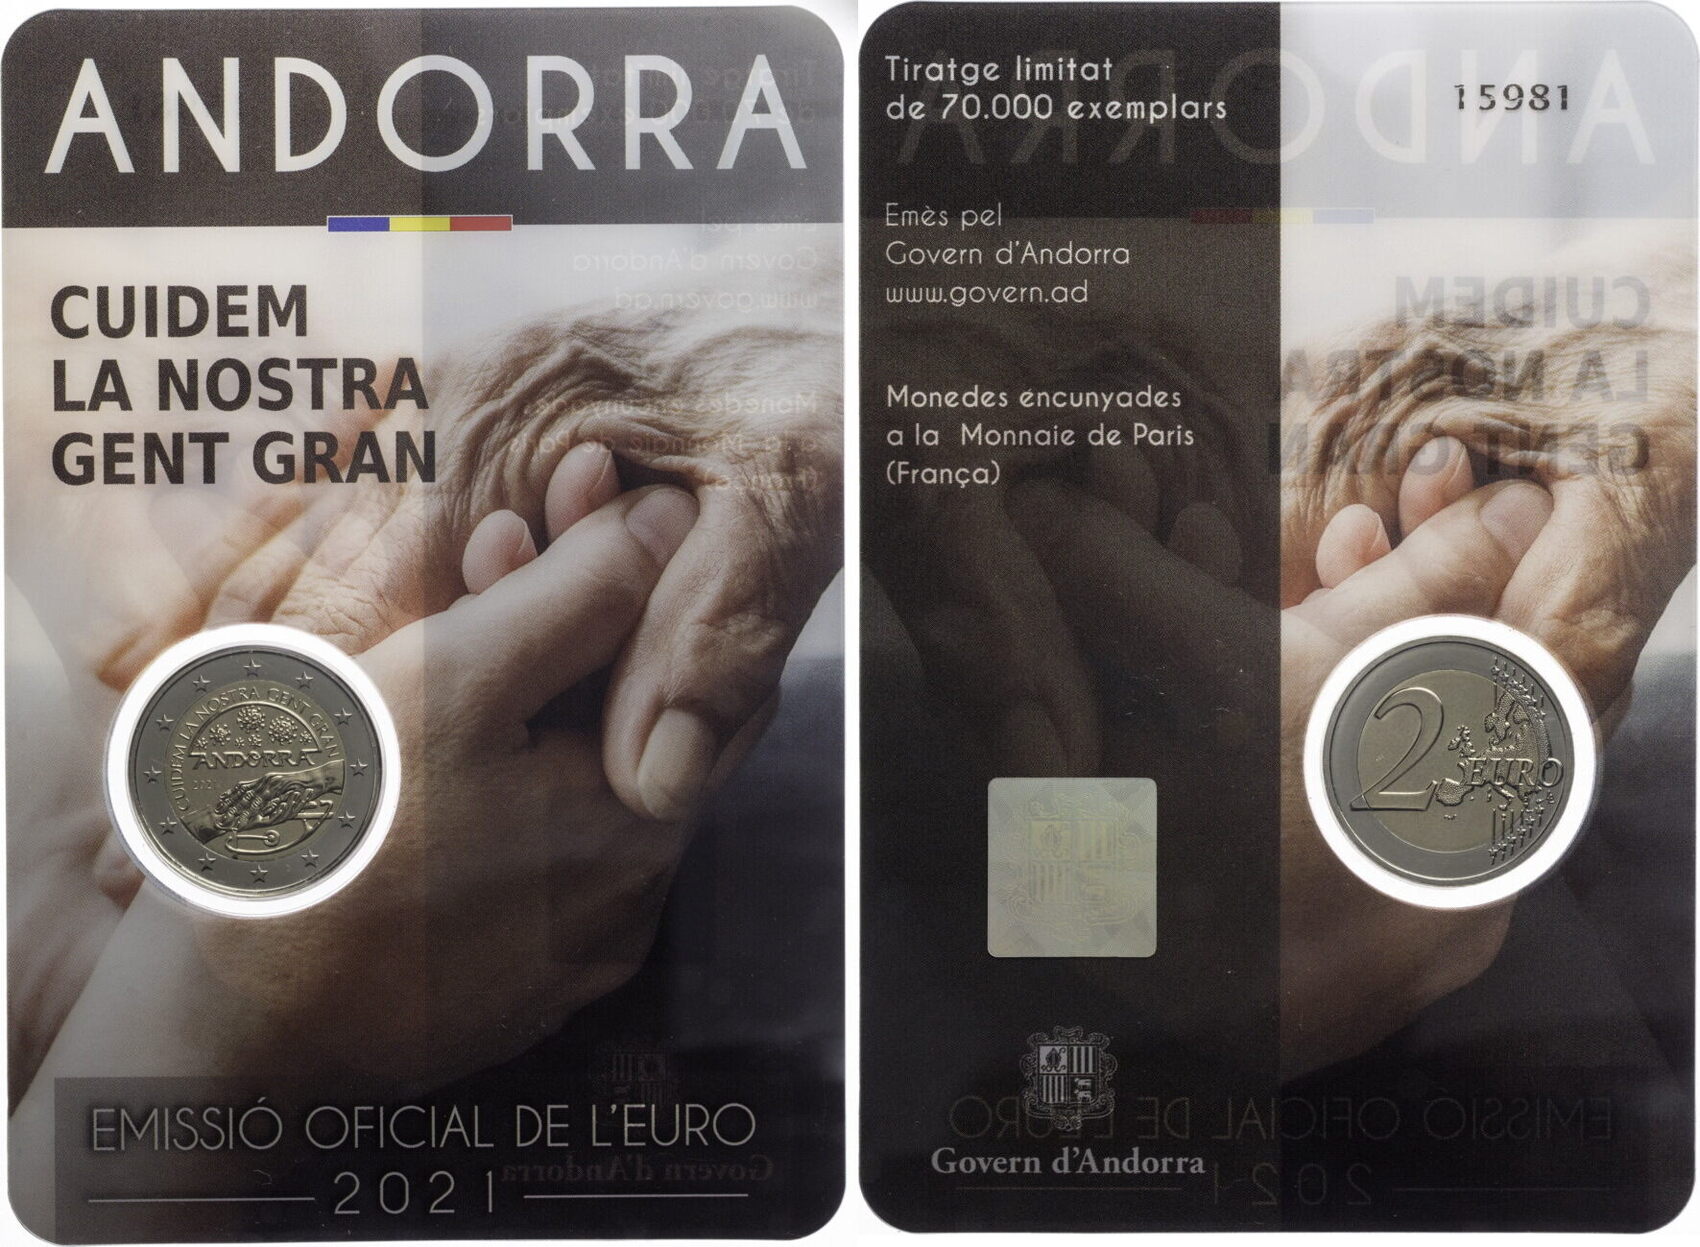 ANDORRA
CUIDEM
LA NOSTRA
GENT GRAN
CUIDEM LA NOSTRA GENT GRAN
ANDORRA
2021
EMISSIÓ OFICIAL DE L'EURO
2021
Tiratge limitat
de 70.000 exemplars
15981
Emès pel
Govern d'Andorra
www.govern.ad
Monedes encunyades
a la Monnaie de Paris
(França)
2 EURO
Govern d'Andorra